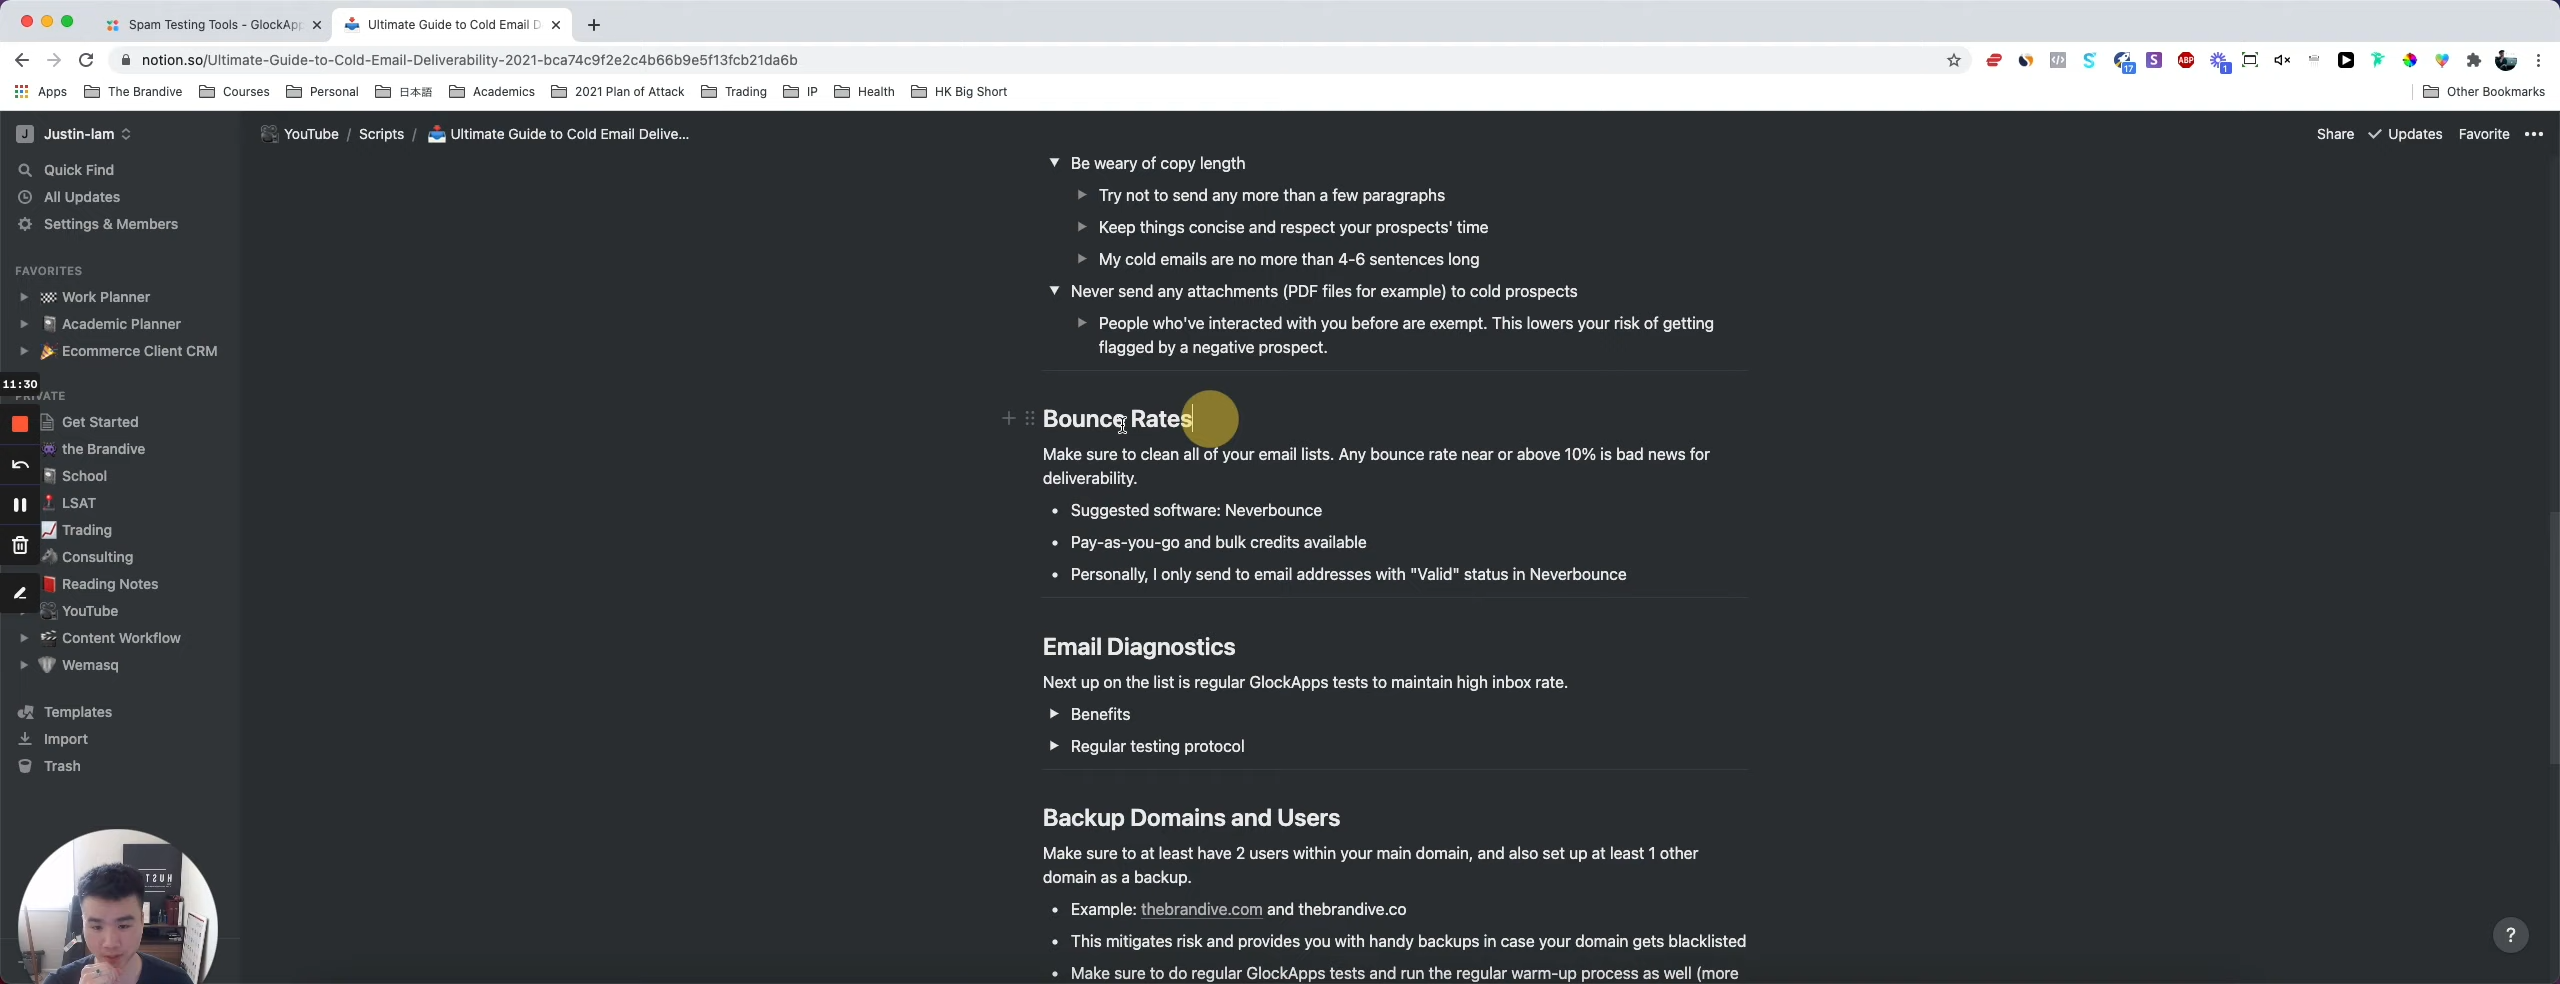 Spam Testing Tools - GlockApp
Ultimate Guide to Cold Email D
notion.so/Ultimate-Guide-to-Cold-Email-Deliverability-2021-bca74c9f2e2c4b66b9e5f13fcb21da6b
17
S
ABP
1
Apps
The Brandive
Courses
Personal
日本語
Academics
2021 Plan of Attack
Trading
IP
Health
HK Big Short
Other Bookmarks
J Justin-lam
YouTube / Scripts / Ultimate Guide to Cold Email Delive...
Share
Updates
Favorite
Quick Find
All Updates
Settings & Members
FAVORITES
Work Planner
Academic Planner
Ecommerce Client CRM
11:30
PRIVATE
Get Started
the Brandive
School
LSAT
Trading
Consulting
Reading Notes
YouTube
Content Workflow
Wemasq
Templates
Import
Trash
Be weary of copy length
Try not to send any more than a few paragraphs
Keep things concise and respect your prospects' time
My cold emails are no more than 4-6 sentences long
Never send any attachments (PDF files for example) to cold prospects
People who've interacted with you before are exempt. This lowers your risk of getting
flagged by a negative prospect.
Bounce Rates
Make sure to clean all of your email lists. Any bounce rate near or above 10% is bad news for
deliverability.
• Suggested software: Neverbounce
• Pay-as-you-go and bulk credits available
• Personally, I only send to email addresses with "Valid" status in Neverbounce
Email Diagnostics
Next up on the list is regular GlockApps tests to maintain high inbox rate.
Benefits
Regular testing protocol
Backup Domains and Users
Make sure to at least have 2 users within your main domain, and also set up at least 1 other
domain as a backup.
• Example: thebrandive.com and thebrandive.co
• This mitigates risk and provides you with handy backups in case your domain gets blacklisted
• Make sure to do regular GlockApps tests and run the regular warm-up process as well (more
?